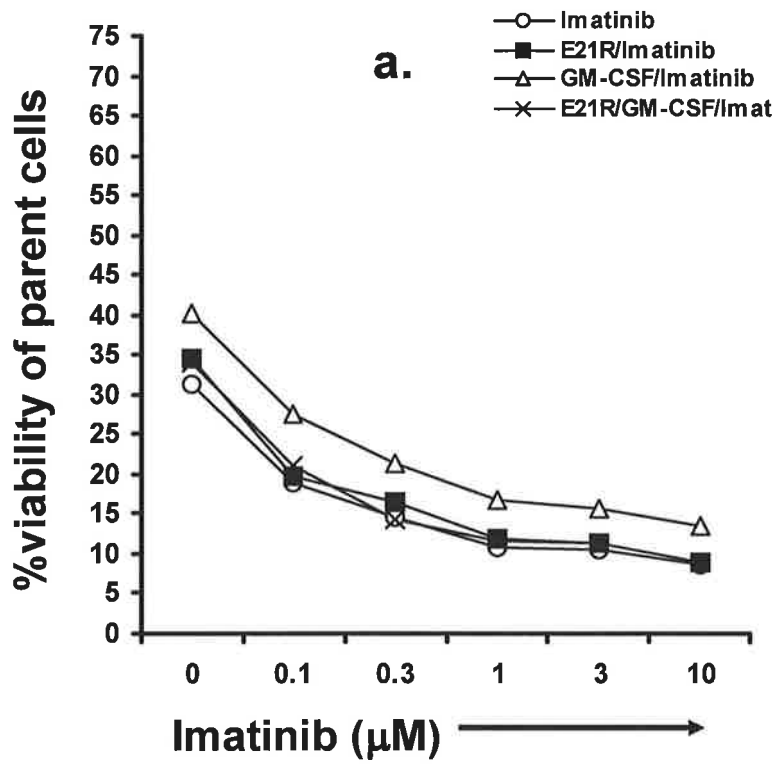 Imatinib
E21R/Imatinib
GM-CSF/Imatinib
E21R/GM-CSF/Imat
a.
%viability of parent cells
75
70
65
60
55
50
45
40
35
30
25
20
15
10
5
0
0 0.1 0.3 1 3 10
Imatinib (μM)